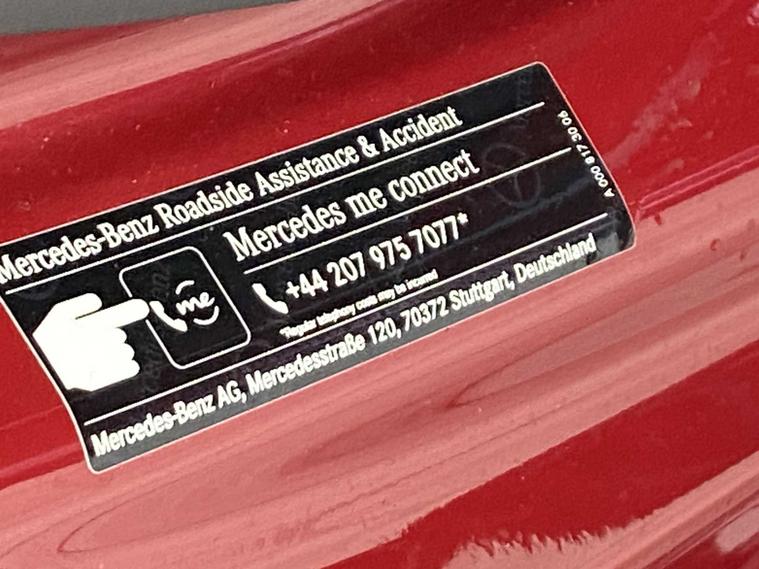 Mercedes-Benz Roadside Assistance & Accident
Mercedes me connect
me
+44 207 975 7077*
*Regular telephony costs may be incurred
Mercedes-Benz AG, Mercedesstraße 120, 70372 Stuttgart, Deutschland
A 000 817 30 06